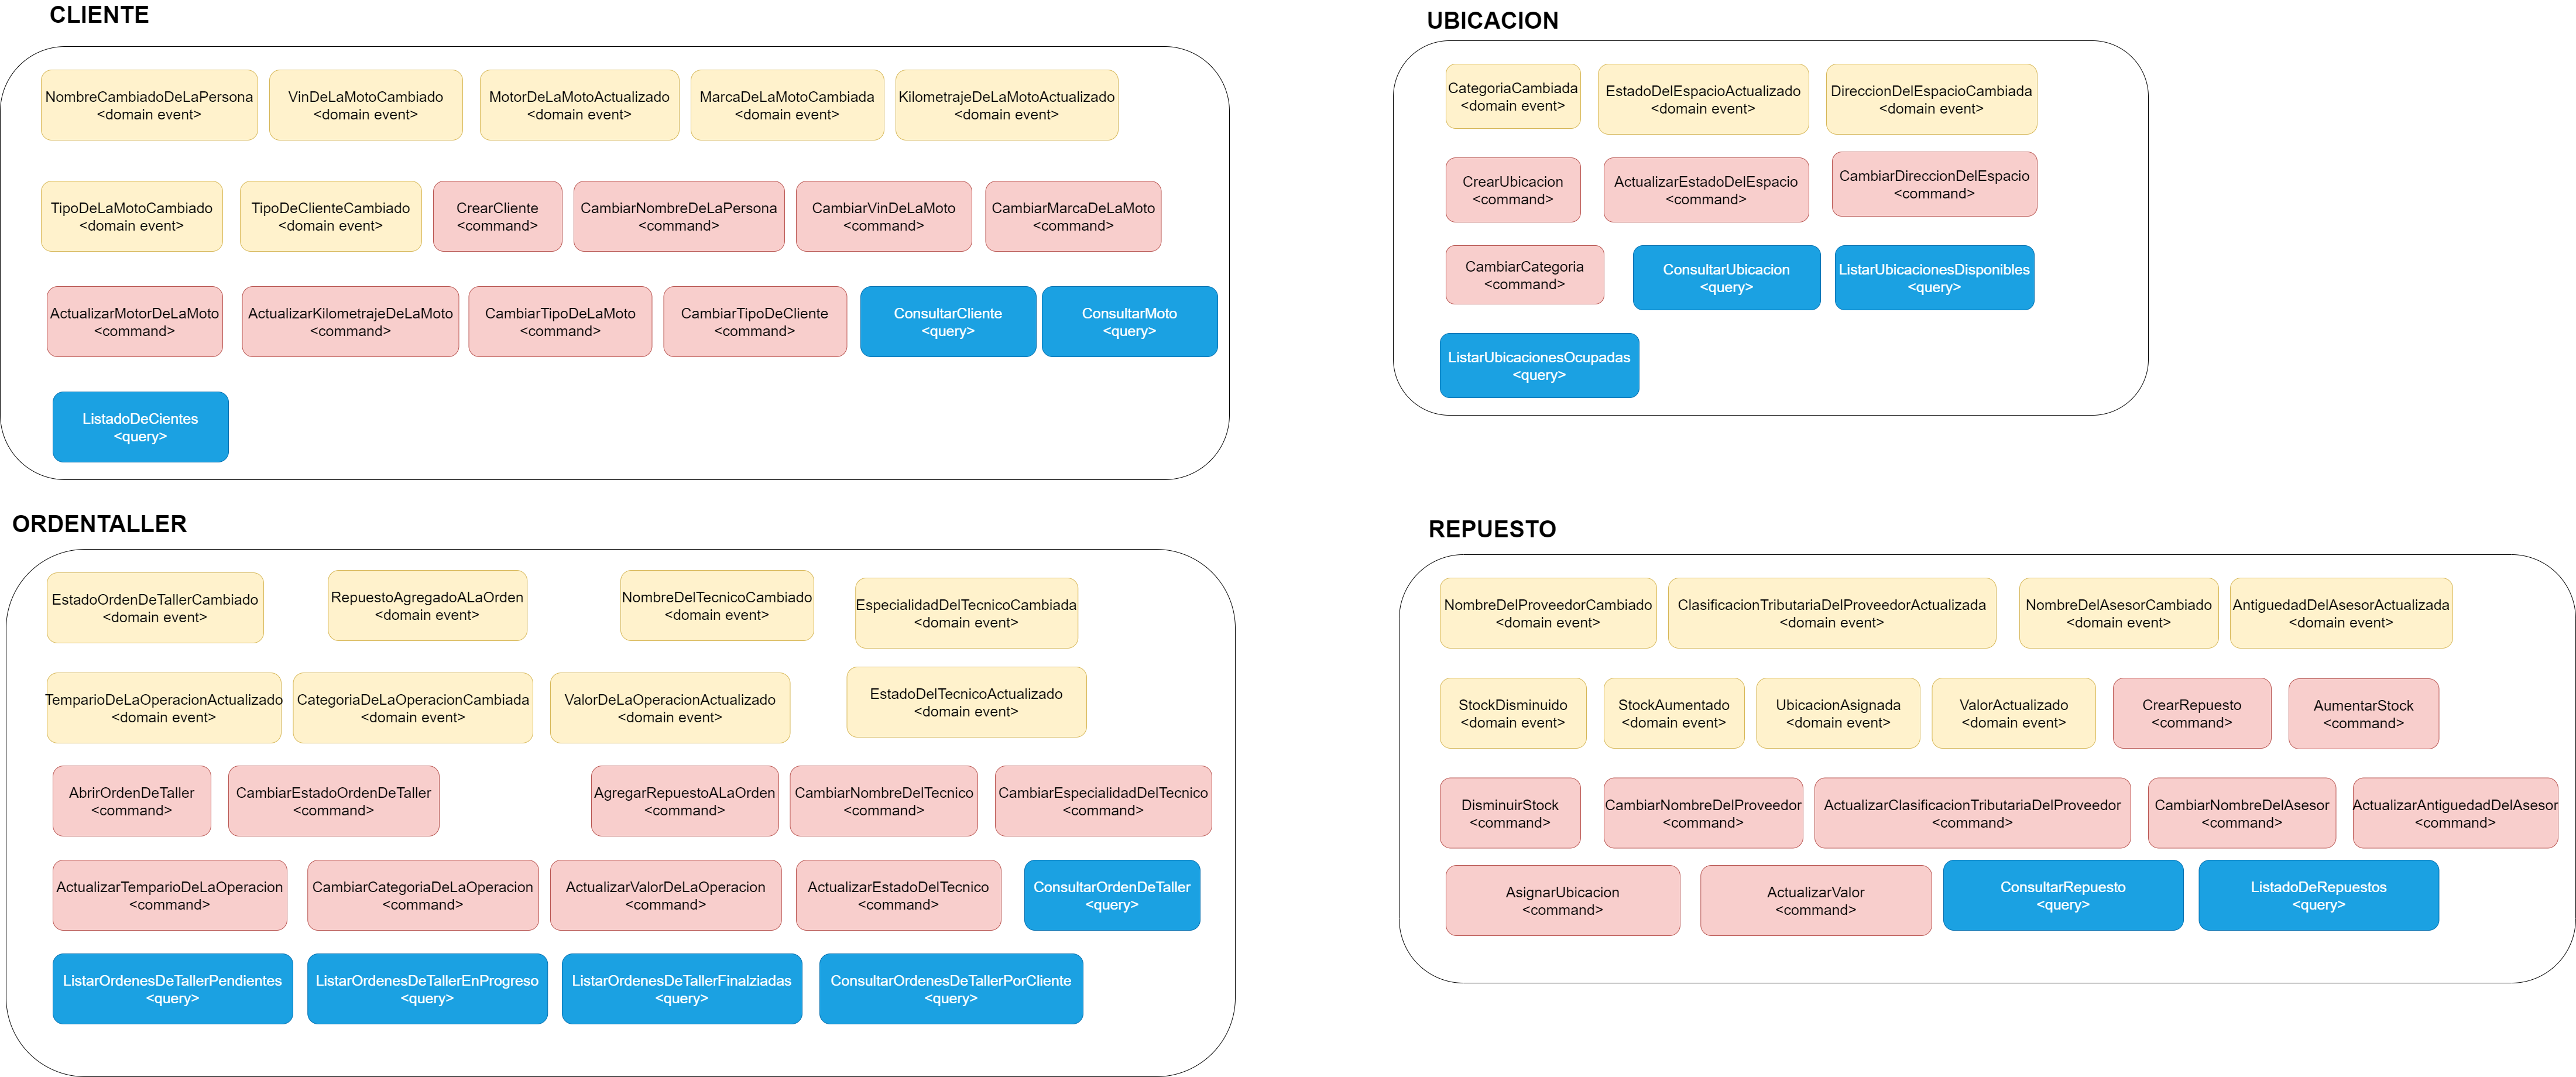 CLIENTE
NombreCambiadoDeLaPersona
<domain event>
VinDeLaMotoCambiado
<domain event>
MotorDeLaMotoActualizado
<domain event>
MarcaDeLaMotoCambiada
<domain event>
KilometrajeDeLaMotoActualizado
<domain event>
TipoDeLaMotoCambiado
<domain event>
TipoDeClienteCambiado
<domain event>
CrearCliente
<command>
CambiarNombreDeLaPersona
<command>
CambiarVinDeLaMoto
<command>
CambiarMarcaDeLaMoto
<command>
ActualizarMotorDeLaMoto
<command>
ActualizarKilometrajeDeLaMoto
<command>
CambiarTipoDeLaMoto
<command>
CambiarTipoDeCliente
<command>
ConsultarCliente
<query>
ConsultarMoto
<query>
ListadoDeCientes
<query>
UBICACION
CategoriaCambiada
<domain event>
EstadoDelEspacioActualizado
<domain event>
DireccionDelEspacioCambiada
<domain event>
CrearUbicacion
<command>
ActualizarEstadoDelEspacio
<command>
CambiarDireccionDelEspacio
<command>
CambiarCategoria
<command>
ConsultarUbicacion
<query>
ListarUbicacionesDisponibles
<query>
ListarUbicacionesOcupadas
<query>
ORDENTALLER
EstadoOrdenDeTallerCambiado
<domain event>
RepuestoAgregadoALaOrden
<domain event>
NombreDelTecnicoCambiado
<domain event>
EspecialidadDelTecnicoCambiada
<domain event>
TemparioDeLaOperacionActualizado
<domain event>
CategoriaDeLaOperacionCambiada
<domain event>
ValorDeLaOperacionActualizado
<domain event>
EstadoDelTecnicoActualizado
<domain event>
AbrirOrdenDeTaller
<command>
CambiarEstadoOrdenDeTaller
<command>
AgregarRepuestoALaOrden
<command>
CambiarNombreDelTecnico
<command>
CambiarEspecialidadDelTecnico
<command>
ActualizarTemparioDeLaOperacion
<command>
CambiarCategoriaDeLaOperacion
<command>
ActualizarValorDeLaOperacion
<command>
ActualizarEstadoDelTecnico
<command>
ConsultarOrdenDeTaller
<query>
ListarOrdenesDeTallerPendientes
<query>
ListarOrdenesDeTallerEnProgreso
<query>
ListarOrdenesDeTallerFinalziadas
<query>
ConsultarOrdenesDeTallerPorCliente
<query>
REPUESTO
NombreDelProveedorCambiado
<domain event>
ClasificacionTributariaDelProveedorActualizada
<domain event>
NombreDelAsesorCambiado
<domain event>
AntiguedadDelAsesorActualizada
<domain event>
StockDisminuido
<domain event>
StockAumentado
<domain event>
UbicacionAsignada
<domain event>
ValorActualizado
<domain event>
CrearRepuesto
<command>
AumentarStock
<command>
DisminuirStock
<command>
CambiarNombreDelProveedor
<command>
ActualizarClasificacionTributariaDelProveedor
<command>
CambiarNombreDelAsesor
<command>
ActualizarAntiguedadDelAsesor
<command>
AsignarUbicacion
<command>
ActualizarValor
<command>
ConsultarRepuesto
<query>
ListadoDeRepuestos
<query>